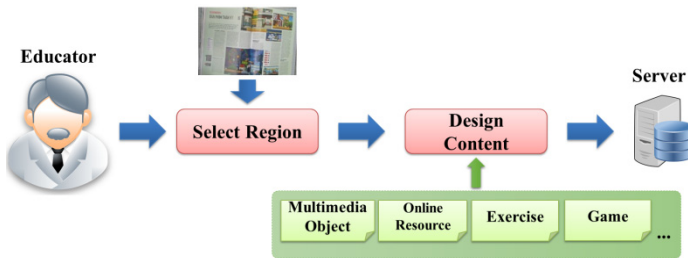 Educator
Server
Select Region
Design
Content
Multimedia
Object
Online
Resource
Exercise
Game
...